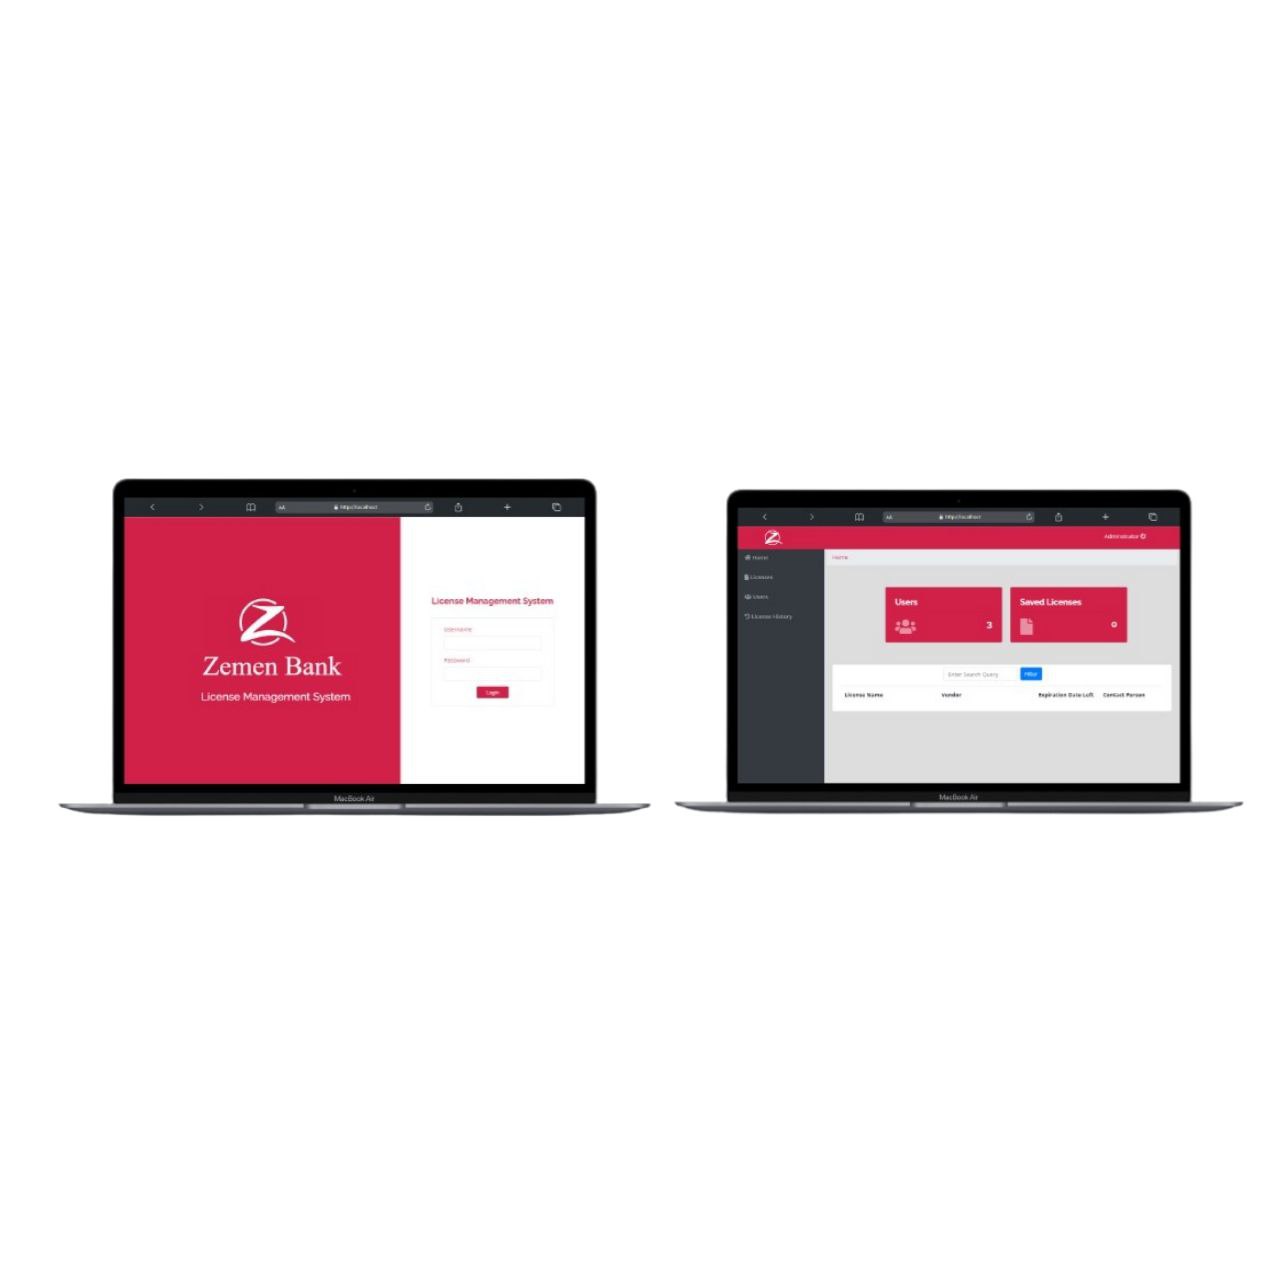 AA
http://localhost
Zemen Bank
License Management System
License Management System
Username
Password
Login
MacBook Air
AA
http://localhost
Administrator
Home
Licenses
Users
License History
Home
Users
3
Saved Licenses
0
Enter Search Query
Filter
License Name
Vendor
Expiration Date Left
Contact Person
MacBook Air